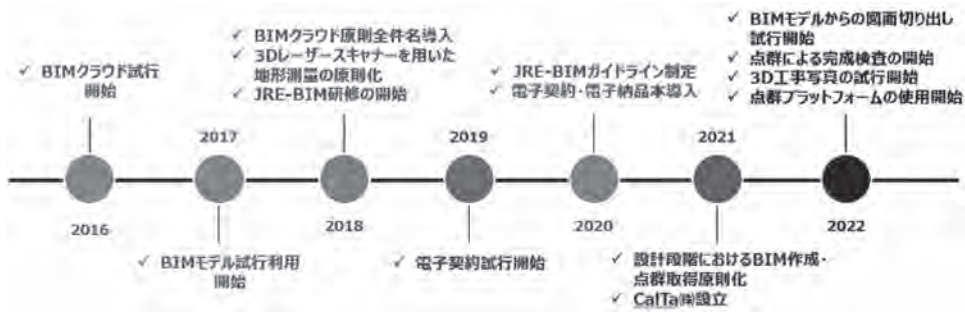 ✓ BIMクラウド試行
開始
2016
2017
✓ BIMモデル試行利用
開始
✓ BIMクラウド原則全件名導入
✓ 3Dレーザースキャナーを用いた
地形測量の原則化
✓ JRE-BIM研修の開始
2018
2019
✓ 電子契約試行開始
✓ JRE-BIMガイドライン制定
✓ 電子契約・電子納品本導入
2020
2021
✓ 設計段階におけるBIM作成・
点群取得原則化
✓ CalTa㈱設立
✓ BIMモデルからの図面切り出し
試行開始
✓ 点群による完成検査の開始
✓ 3D工事写真の試行開始
✓ 点群プラットフォームの使用開始
2022